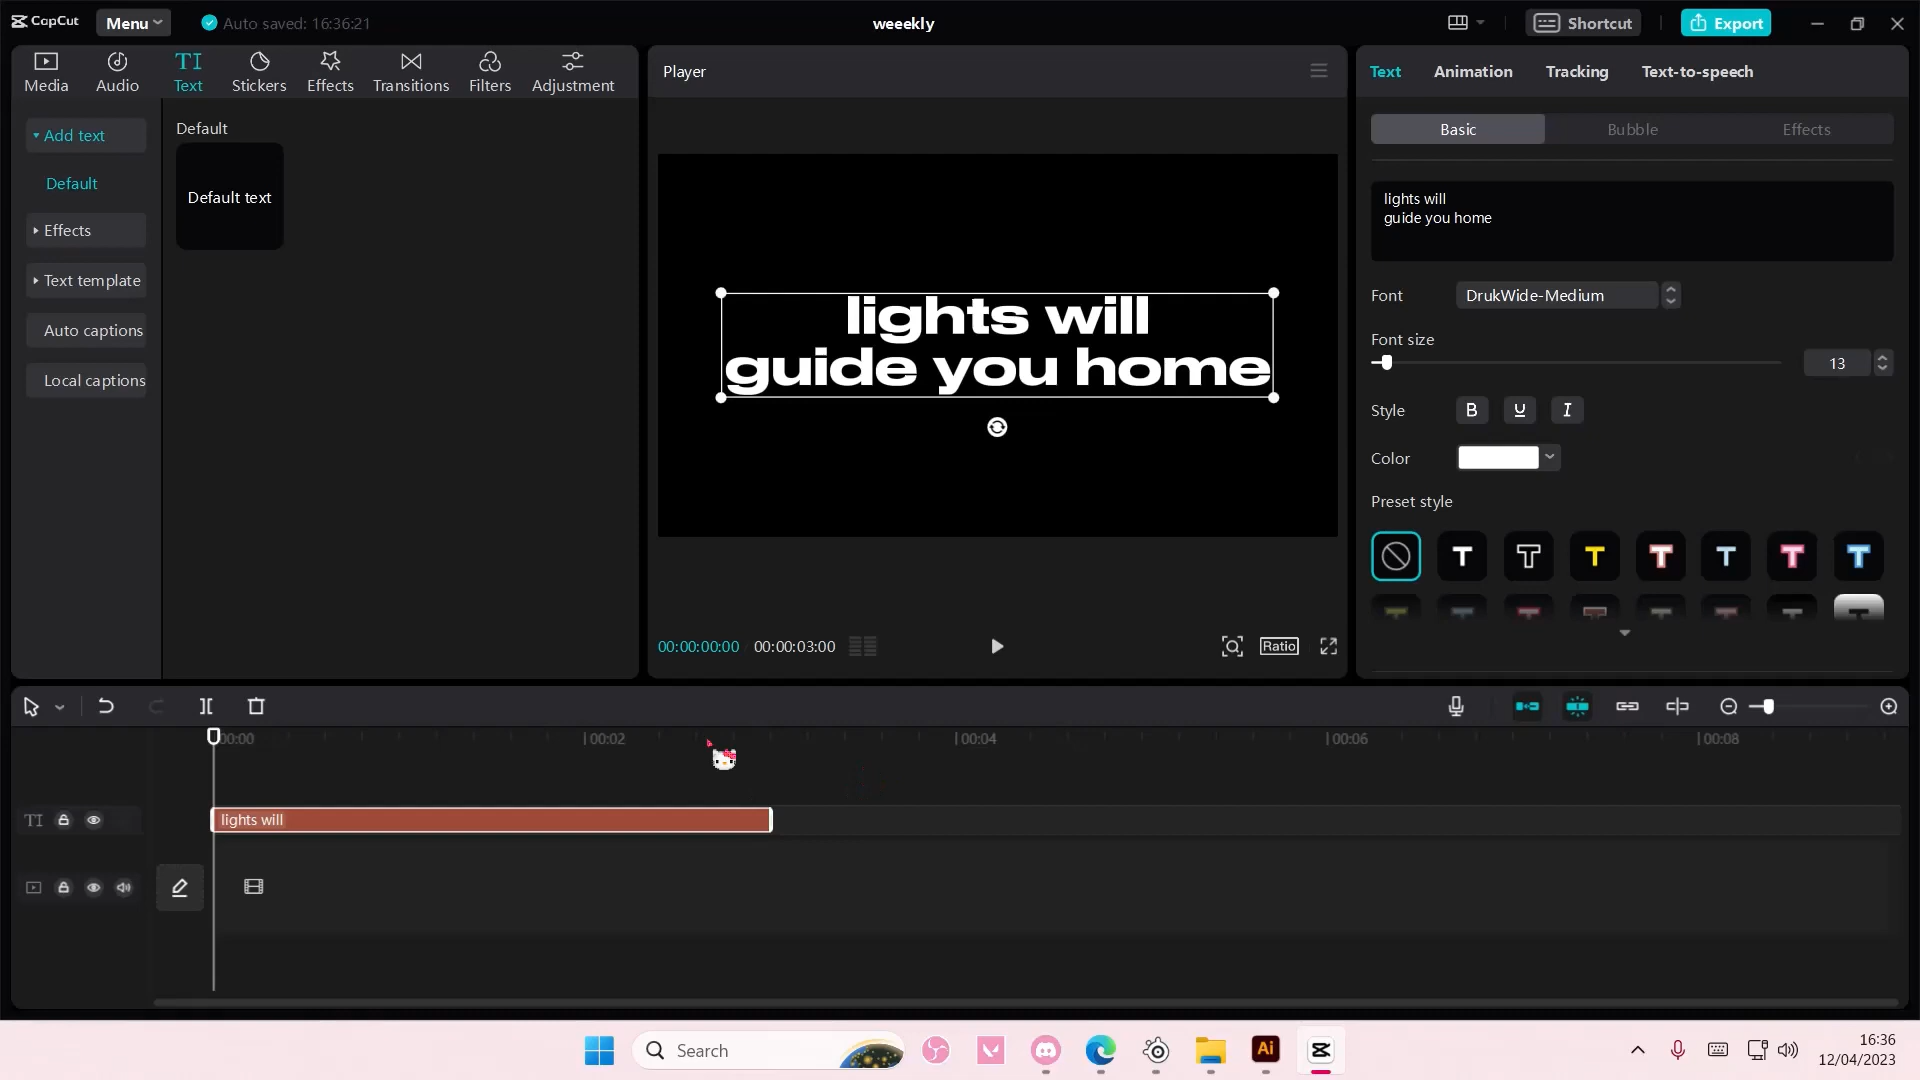 CapCut
Menu
Auto saved: 16:36:21
weeekly
Shortcut
Export
Media
Audio
TI
Text
Stickers
Effects
Transitions
Filters
Adjustment
Add text
Default
Effects
Text template
Auto captions
Local captions
Default
Default text
Player
lights will
guide you home
00:00:00:00
00:00:03:00
Ratio
Text
Animation
Tracking
Text-to-speech
Basic
Bubble
Effects
lights will
guide you home
Font
DrukWide-Medium
Font size
13
Style
B
U
I
Color
Preset style
T
T
T
T
T
T
T
00:00
00:02
00:04
00:06
00:08
TI
lights will
Search
Ai
16:36
12/04/2023